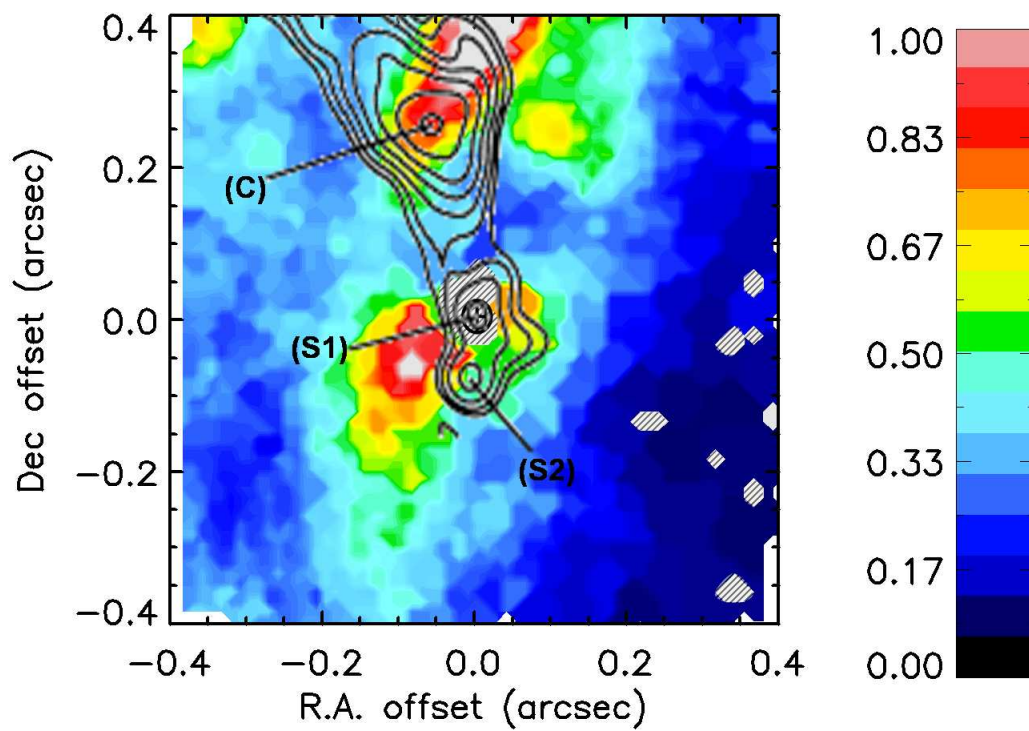 0.4
0.2
0.0
−0.2
−0.4
Dec offset (arcsec)
(C)
(S1)
(S2)
−0.4 −0.2 0.0 0.2 0.4
R.A. offset (arcsec)
1.00
0.83
0.67
0.50
0.33
0.17
0.00